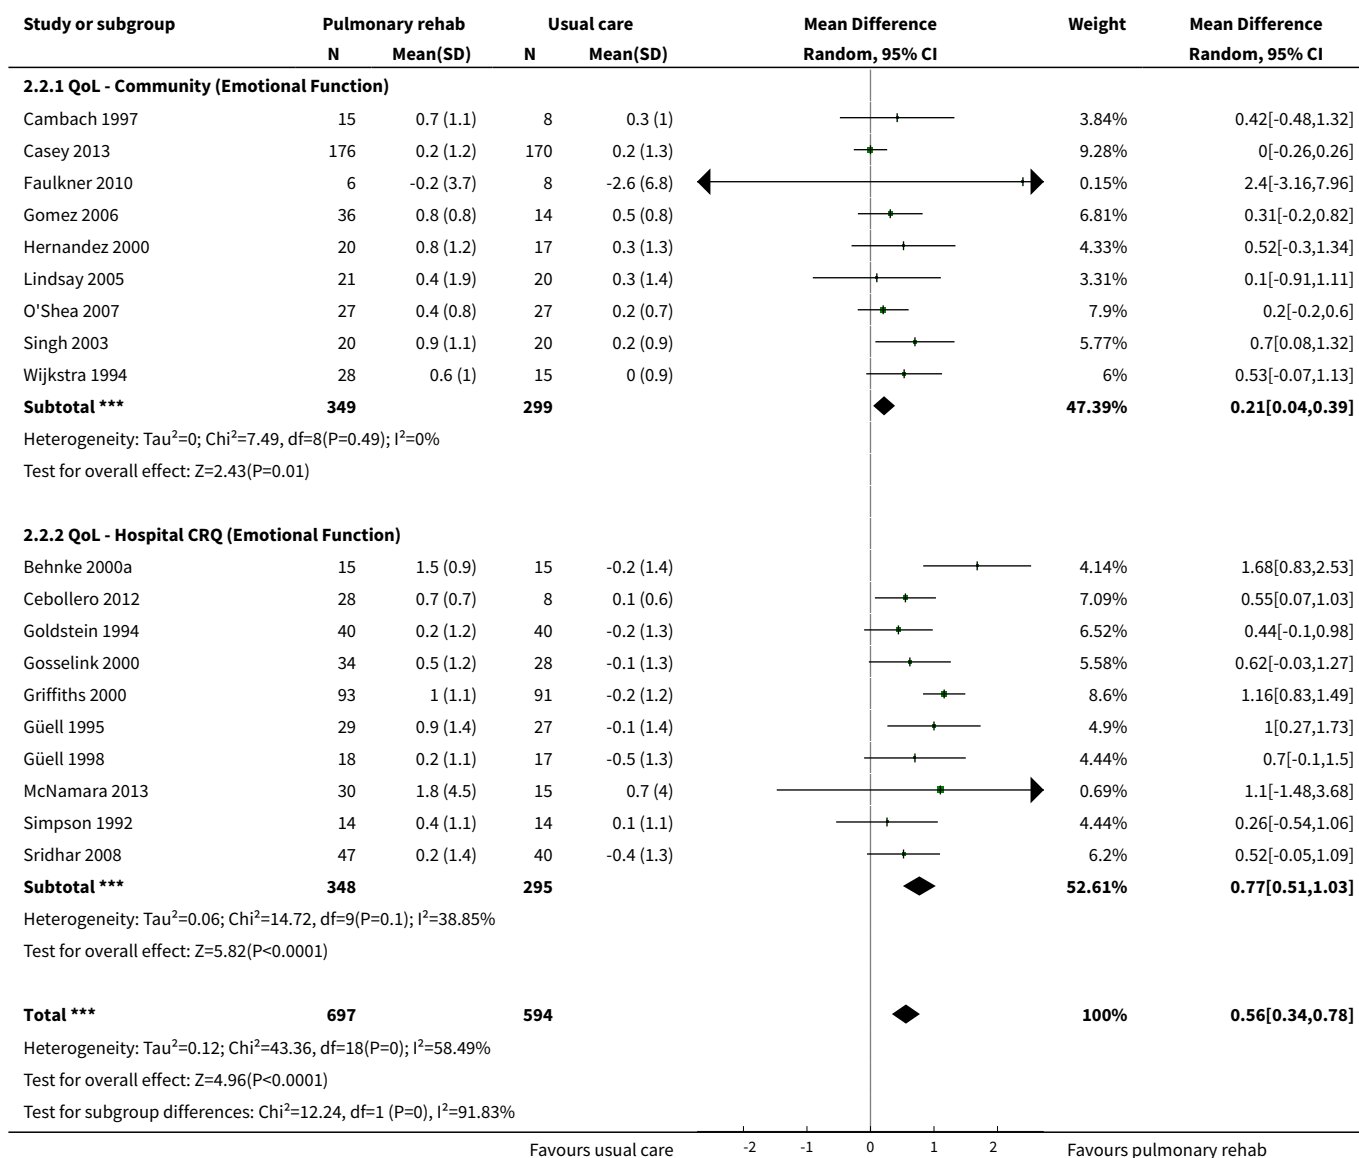 Study or subgroup Pulmonary rehab Usual care Mean Difference Weight Mean Difference
N Mean(SD) N Mean(SD) Random, 95% CI Random, 95% CI
2.2.1 QoL - Community (Emotional Function)
Cambach 1997 15 0.7 (1.1) 8 0.3 (1) 3.84% 0.42[-0.48,1.32]
Casey 2013 176 0.2 (1.2) 170 0.2 (1.3) 9.28% 0[-0.26,0.26]
Faulkner 2010 6 -0.2 (3.7) 8 -2.6 (6.8) 0.15% 2.4[-3.16,7.96]
Gomez 2006 36 0.8 (0.8) 14 0.5 (0.8) 6.81% 0.31[-0.2,0.82]
Hernandez 2000 20 0.8 (1.2) 17 0.3 (1.3) 4.33% 0.52[-0.3,1.34]
Lindsay 2005 21 0.4 (1.9) 20 0.3 (1.4) 3.31% 0.1[-0.91,1.11]
O'Shea 2007 27 0.4 (0.8) 27 0.2 (0.7) 7.9% 0.2[-0.2,0.6]
Singh 2003 20 0.9 (1.1) 20 0.2 (0.9) 5.77% 0.7[0.08,1.32]
Wijkstra 1994 28 0.6 (1) 15 0 (0.9) 6% 0.53[-0.07,1.13]
Subtotal *** 349 299 47.39% 0.21[0.04,0.39]
Heterogeneity: Tau²=0; Chi²=7.49, df=8(P=0.49); I²=0%
Test for overall effect: Z=2.43(P=0.01)
2.2.2 QoL - Hospital CRQ (Emotional Function)
Behnke 2000a 15 1.5 (0.9) 15 -0.2 (1.4) 4.14% 1.68[0.83,2.53]
Cebollero 2012 28 0.7 (0.7) 8 0.1 (0.6) 7.09% 0.55[0.07,1.03]
Goldstein 1994 40 0.2 (1.2) 40 -0.2 (1.3) 6.52% 0.44[-0.1,0.98]
Gosselink 2000 34 0.5 (1.2) 28 -0.1 (1.3) 5.58% 0.62[-0.03,1.27]
Griffiths 2000 93 1 (1.1) 91 -0.2 (1.2) 8.6% 1.16[0.83,1.49]
Güell 1995 29 0.9 (1.4) 27 -0.1 (1.4) 4.9% 1[0.27,1.73]
Güell 1998 18 0.2 (1.1) 17 -0.5 (1.3) 4.44% 0.7[-0.1,1.5]
McNamara 2013 30 1.8 (4.5) 15 0.7 (4) 0.69% 1.1[-1.48,3.68]
Simpson 1992 14 0.4 (1.1) 14 0.1 (1.1) 4.44% 0.26[-0.54,1.06]
Sridhar 2008 47 0.2 (1.4) 40 -0.4 (1.3) 6.2% 0.52[-0.05,1.09]
Subtotal *** 348 295 52.61% 0.77[0.51,1.03]
Heterogeneity: Tau²=0.06; Chi²=14.72, df=9(P=0.1); I²=38.85%
Test for overall effect: Z=5.82(P<0.0001)
Total *** 697 594 100% 0.56[0.34,0.78]
Heterogeneity: Tau²=0.12; Chi²=43.36, df=18(P=0); I²=58.49%
Test for overall effect: Z=4.96(P<0.0001)
Test for subgroup differences: Chi²=12.24, df=1 (P=0), I²=91.83%
Favours usual care -2 -1 0 1 2 Favours pulmonary rehab